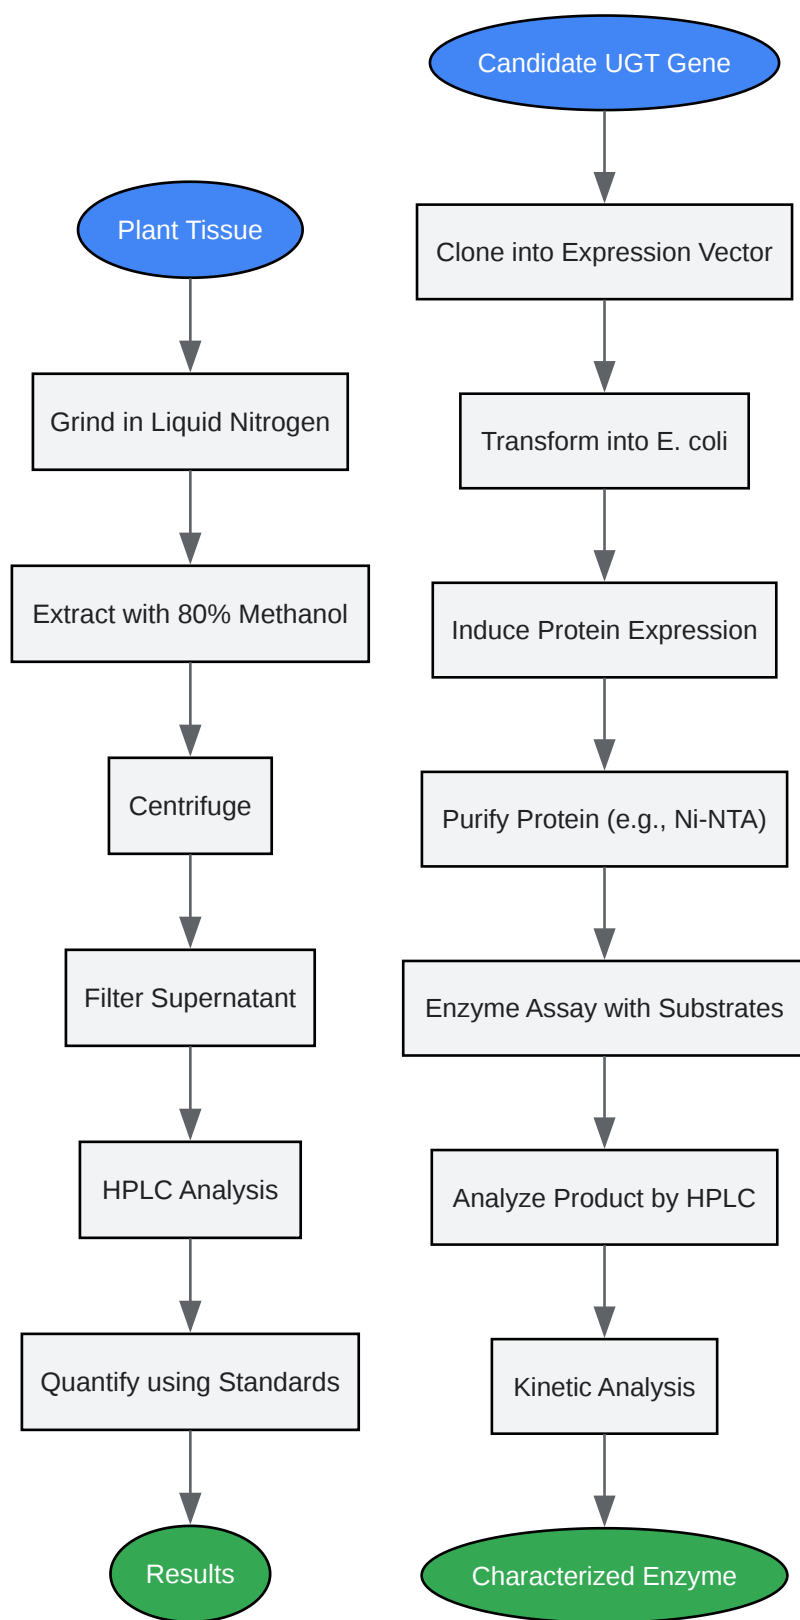 Plant Tissue
Grind in Liquid Nitrogen
Extract with 80% Methanol
Centrifuge
Filter Supernatant
HPLC Analysis
Quantify using Standards
Results
Candidate UGT Gene
Clone into Expression Vector
Transform into E. coli
Induce Protein Expression
Purify Protein (e.g., Ni-NTA)
Enzyme Assay with Substrates
Analyze Product by HPLC
Kinetic Analysis
Characterized Enzyme